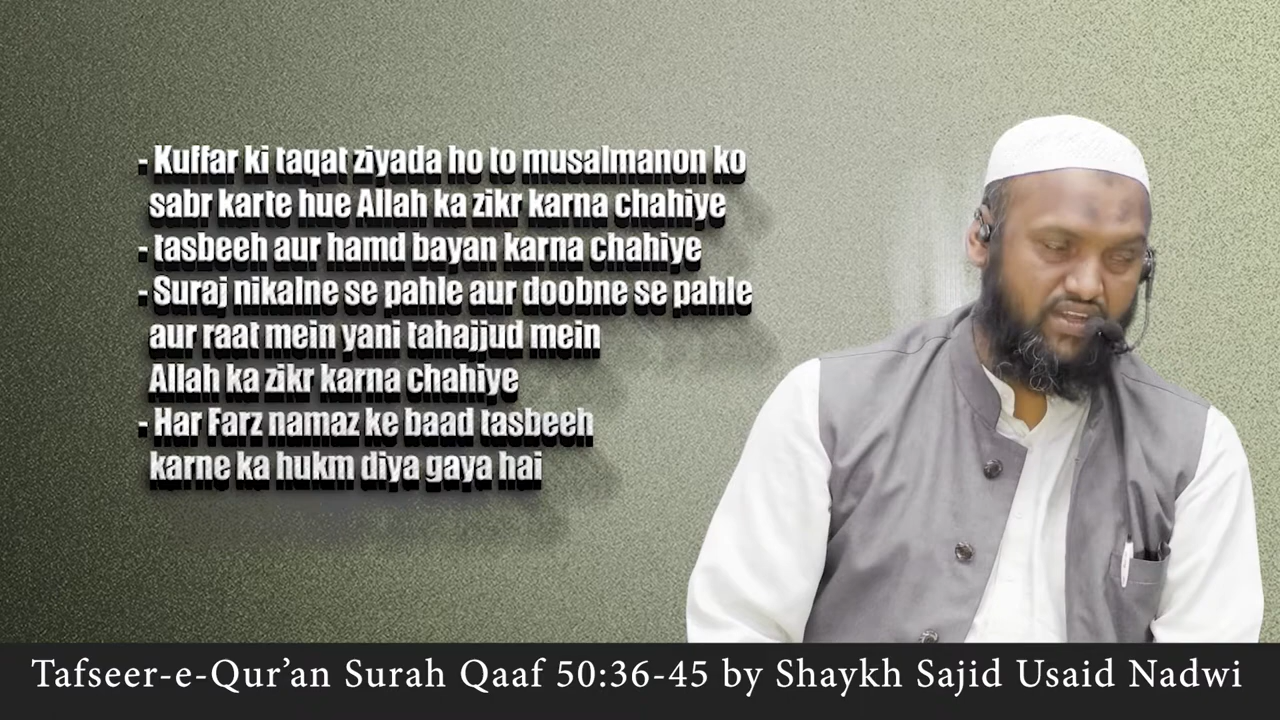 - Kuffar ki taqat ziyada ho to musalmanon ko
sabr karte hue Allah ka zikr karna chahiye
- tasbeeh aur hamd bayan karna chahiye
- Suraj nikalne se pahle aur doobne se pahle
aur raat mein yani tahajjud mein
Allah ka zikr karna chahiye
- Har Farz namaz ke baad tasbeeh
karne ka hukm diya gaya hai
Tafseer-e-Qur’an Surah Qaaf 50:36-45 by Shaykh Sajid Usaid Nadwi